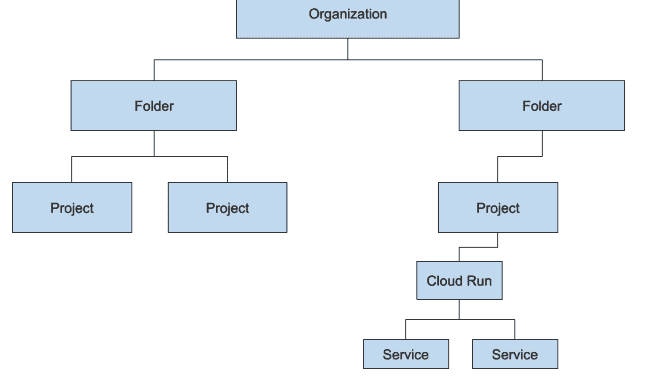 Organization
Folder
Folder
Project
Project
Project
Cloud Run
Service
Service